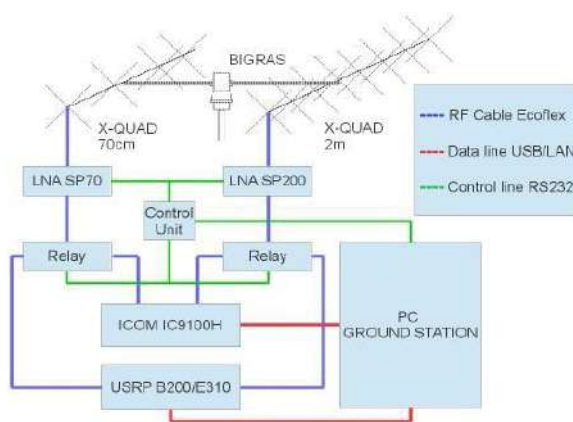 BIGRAS
X-QUAD
70cm
X-QUAD
2m
RF Cable Ecoflex
Data line USB/LAN
Control line RS232
LNA SP70
LNA SP200
Control
Unit
Relay
Relay
ICOM IC9100H
PC
GROUND STATION
USRP B200/E310